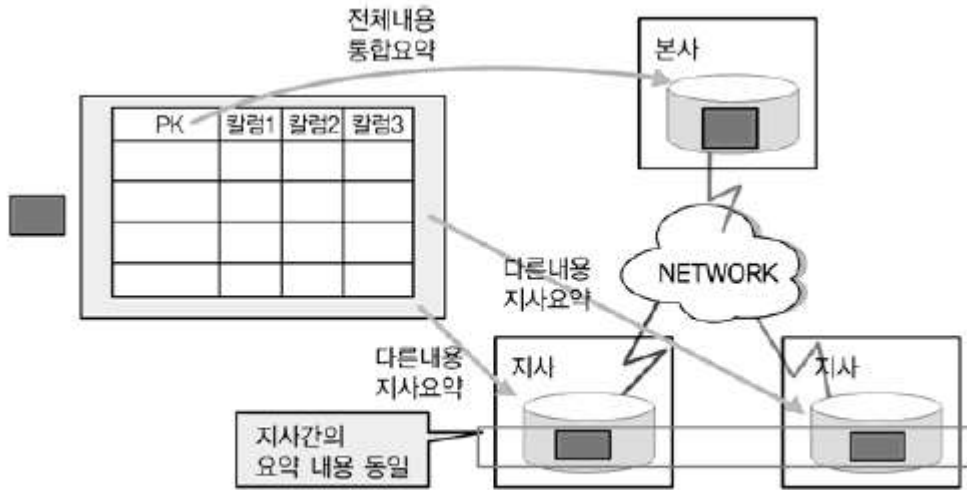 전체내용
통합요약
본사
PK 칼럼1 칼럼2 칼럼3
다른내용
지사요약
NETWORK
다른내용
지사요약
지사
지사
지사간의
요약 내용 동일